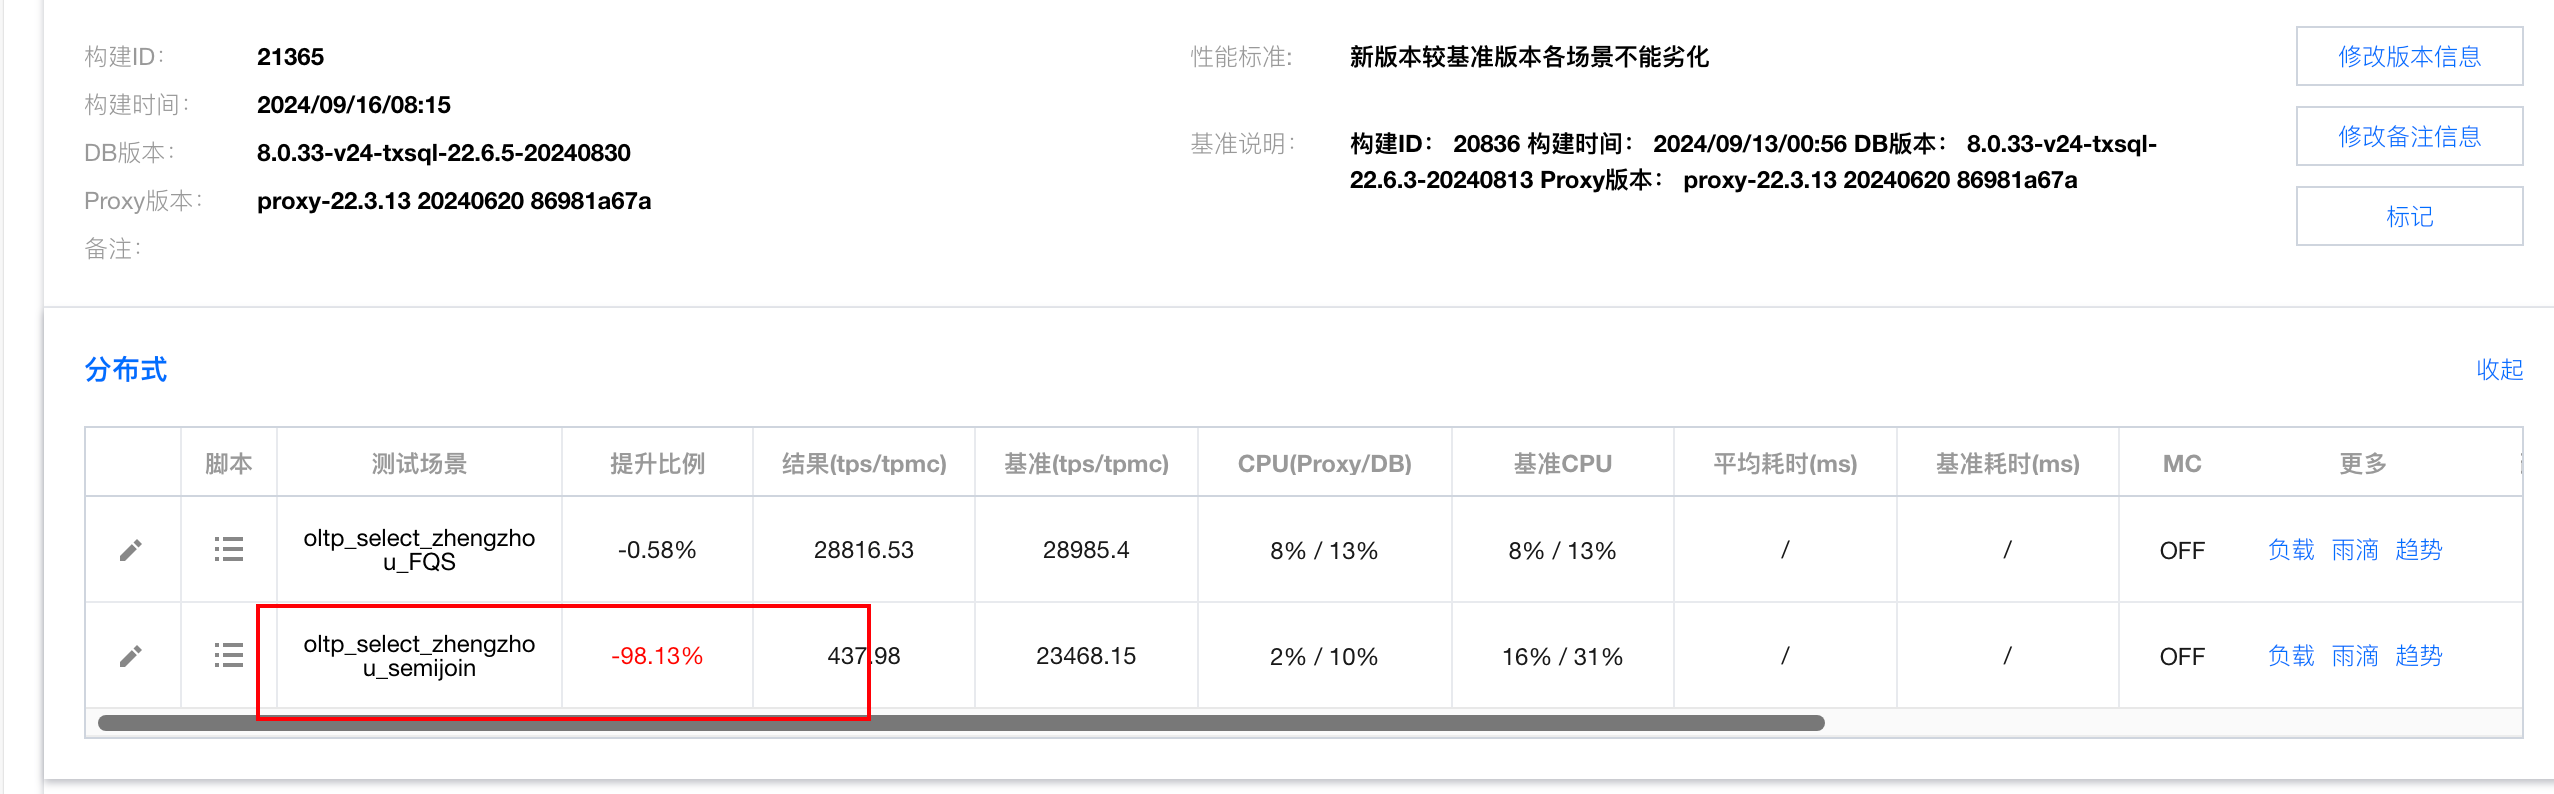 构建ID： 21365
构建时间： 2024/09/16/08:15
DB版本： 8.0.33-v24-txsql-22.6.5-20240830
Proxy版本： proxy-22.3.13 20240620 86981a67a
备注：
性能标准: 新版本较基准版本各场景不能劣化
基准说明： 构建ID： 20836 构建时间： 2024/09/13/00:56 DB版本： 8.0.33-v24-txsql-
22.6.3-20240813 Proxy版本： proxy-22.3.13 20240620 86981a67a
修改版本信息
修改备注信息
标记
分布式 收起
脚本 测试场景 提升比例 结果(tps/tpmc) 基准(tps/tpmc) CPU(Proxy/DB) 基准CPU 平均耗时(ms) 基准耗时(ms) MC 更多
oltp_select_zhengzho
u_FQS
-0.58% 28816.53 28985.4 8% / 13% 8% / 13% / / OFF 负载 雨滴 趋势
oltp_select_zhengzho
u_semijoin
-98.13% 437.98 23468.15 2% / 10% 16% / 31% / / OFF 负载 雨滴 趋势